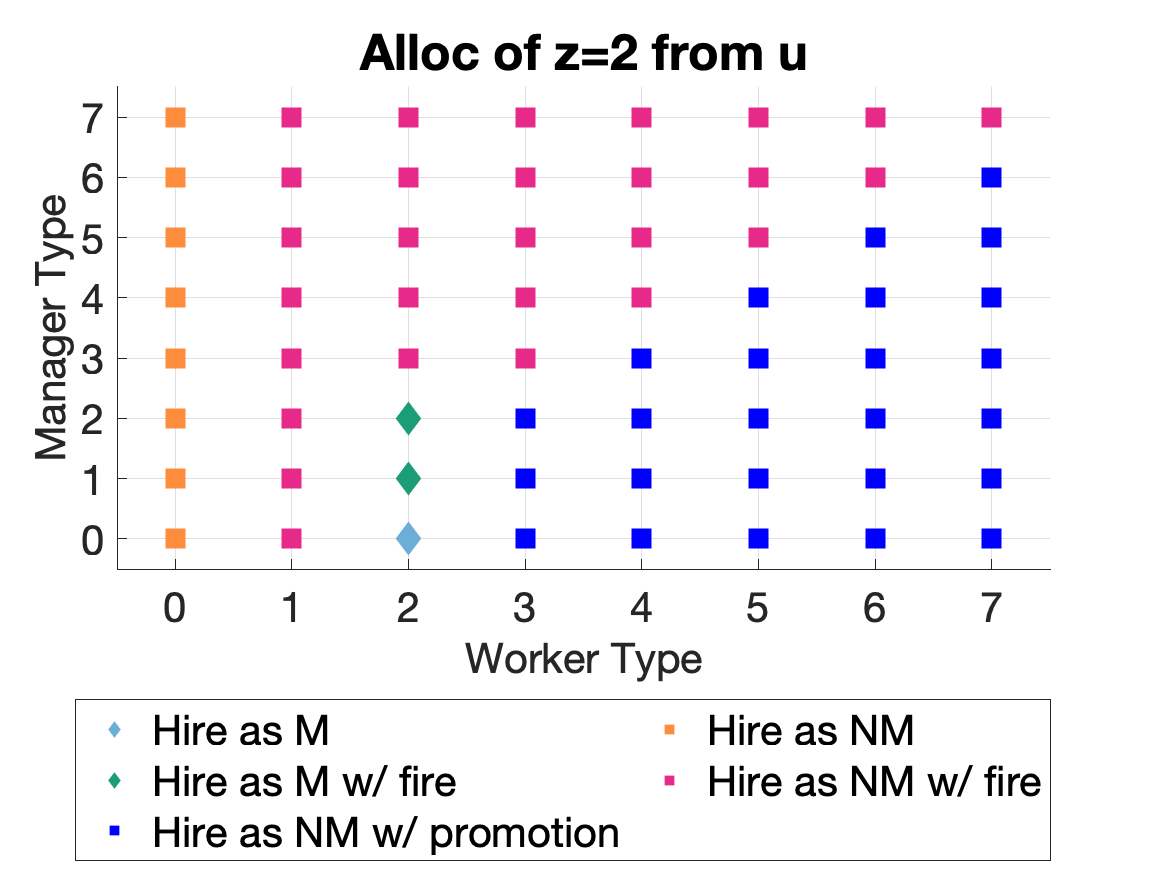 Alloc of z=2 from u
Manager Type
7
6
5
4
3
2
1
0
0 1 2 3 4 5 6 7
Worker Type
Hire as M
Hire as NM
Hire as M w/ fire
Hire as NM w/ fire
Hire as NM w/ promotion